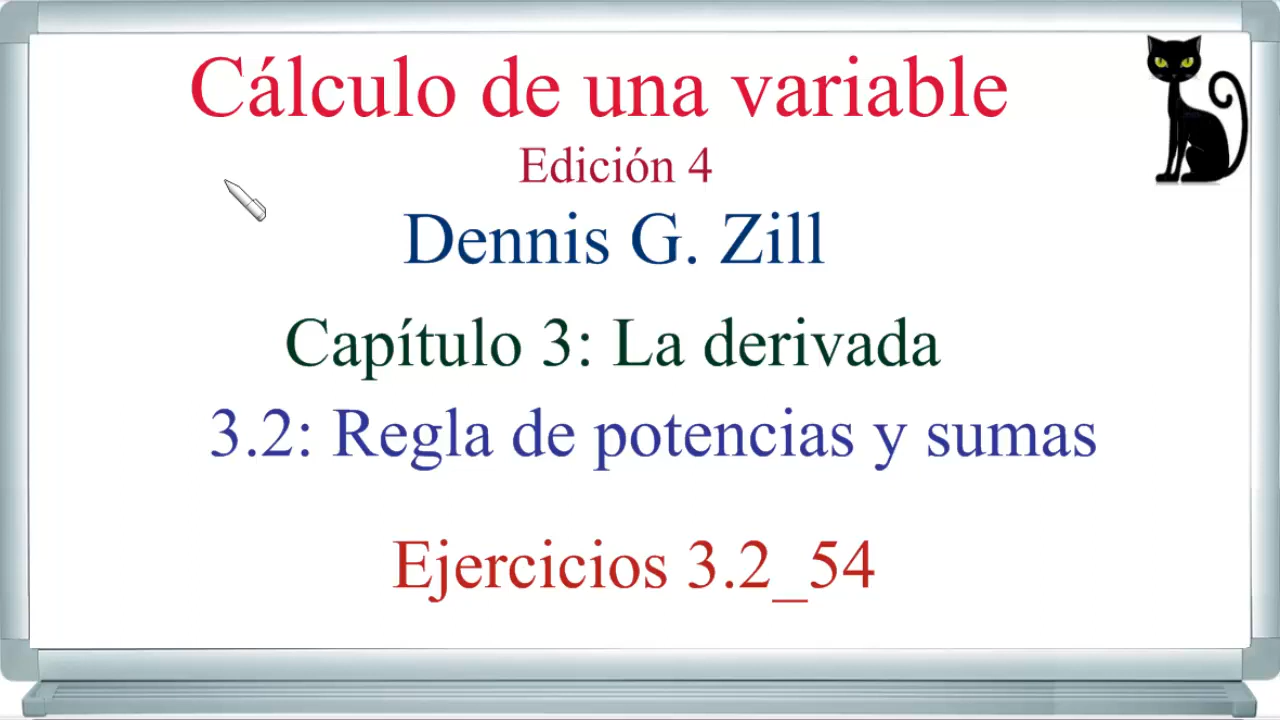 Cálculo de una variable
Edición 4
Dennis G. Zill
Capítulo 3: La derivada
3.2: Regla de potencias y sumas
Ejercicios 3.2_54